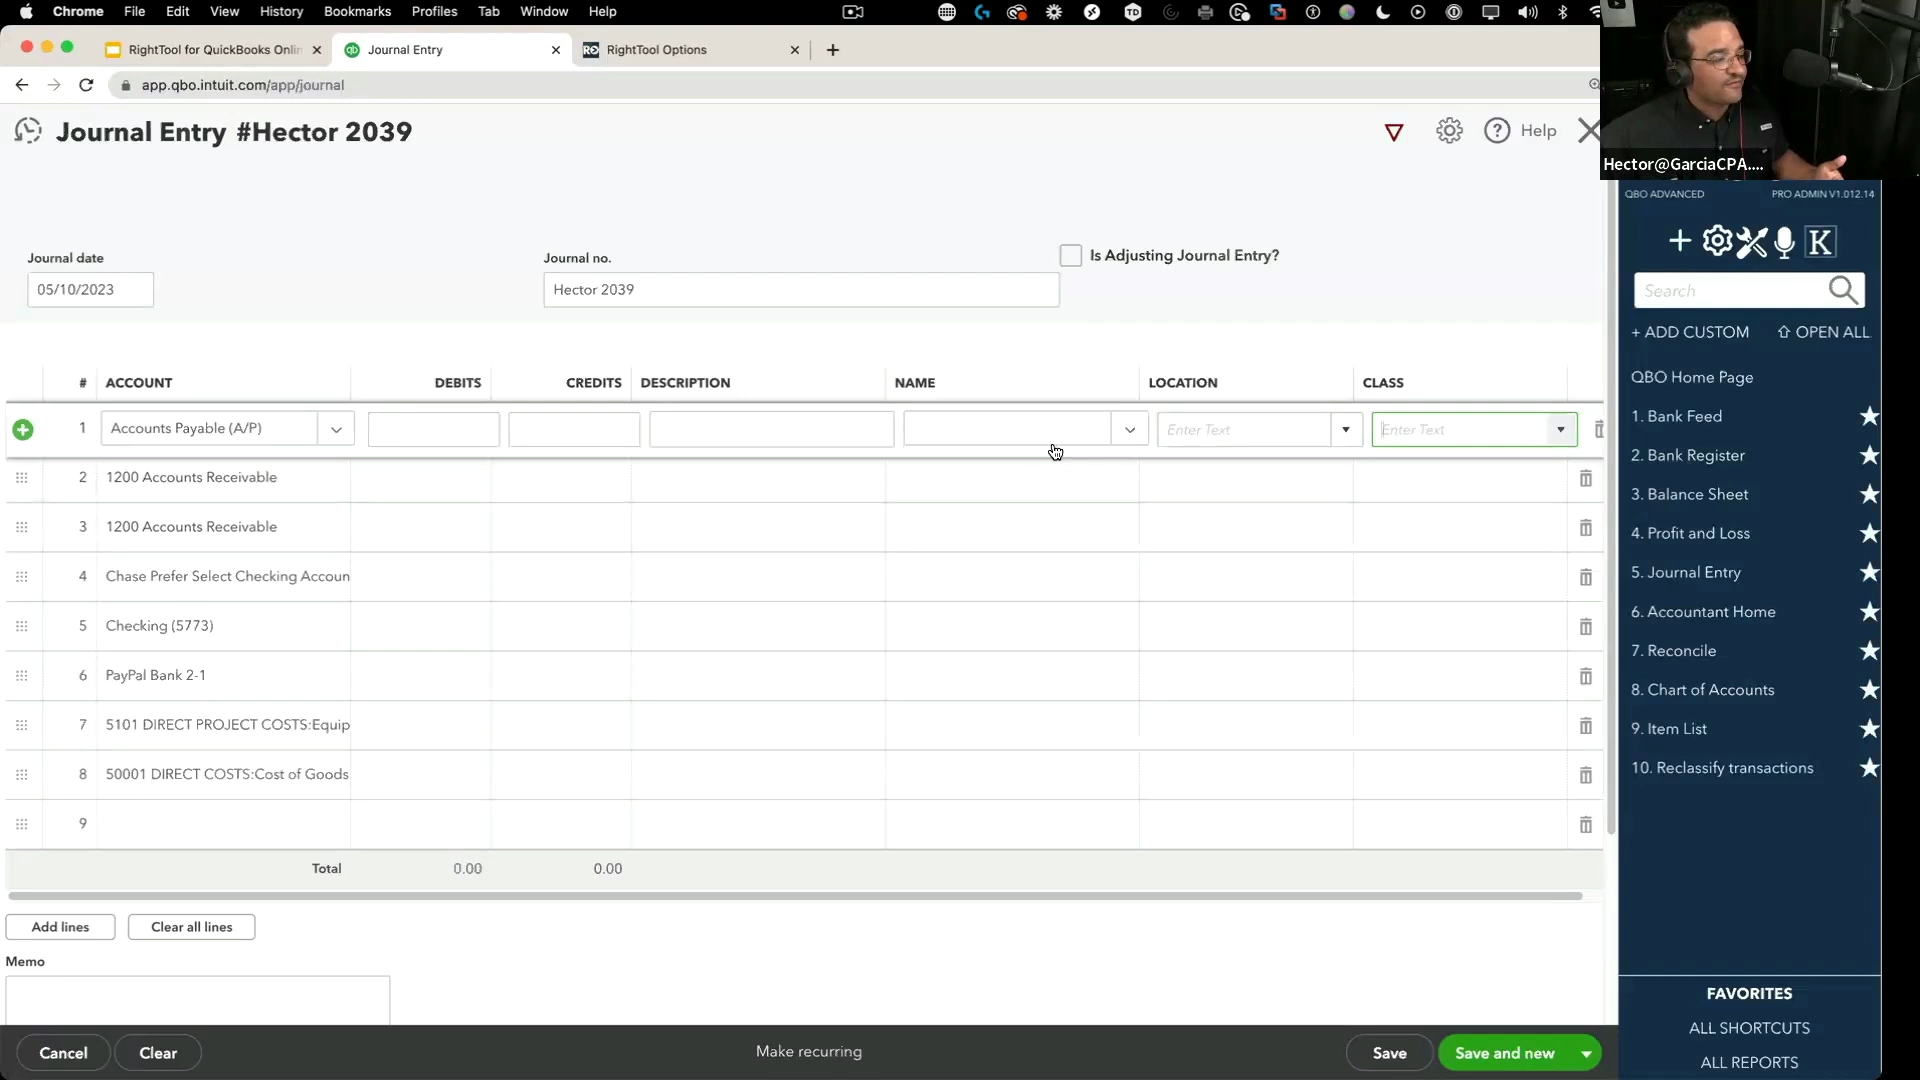 Chrome File Edit View History Bookmarks Profiles Tab Window Help
RightTool for QuickBooks Onlin
Journal Entry
RightTool Options
app.qbo.intuit.com/app/journal
Journal Entry #Hector 2039
Help
Hector@GarciaCPA....
QBO ADVANCED PRO ADMIN V1.012.14
Journal date
05/10/2023
Journal no.
Hector 2039
Is Adjusting Journal Entry?
K
Search
+ ADD CUSTOM OPEN ALL
# ACCOUNT DEBITS CREDITS DESCRIPTION NAME LOCATION CLASS
1 Accounts Payable (A/P) Enter Text Enter Text
2 1200 Accounts Receivable
3 1200 Accounts Receivable
4 Chase Prefer Select Checking Accoun
5 Checking (5773)
6 PayPal Bank 2-1
7 5101 DIRECT PROJECT COSTS:Equip
8 50001 DIRECT COSTS:Cost of Goods
9
Total 0.00 0.00
Add lines Clear all lines
Memo
Cancel Clear Make recurring Save Save and new
QBO Home Page
1. Bank Feed
2. Bank Register
3. Balance Sheet
4. Profit and Loss
5. Journal Entry
6. Accountant Home
7. Reconcile
8. Chart of Accounts
9. Item List
10. Reclassify transactions
FAVORITES
ALL SHORTCUTS
ALL REPORTS